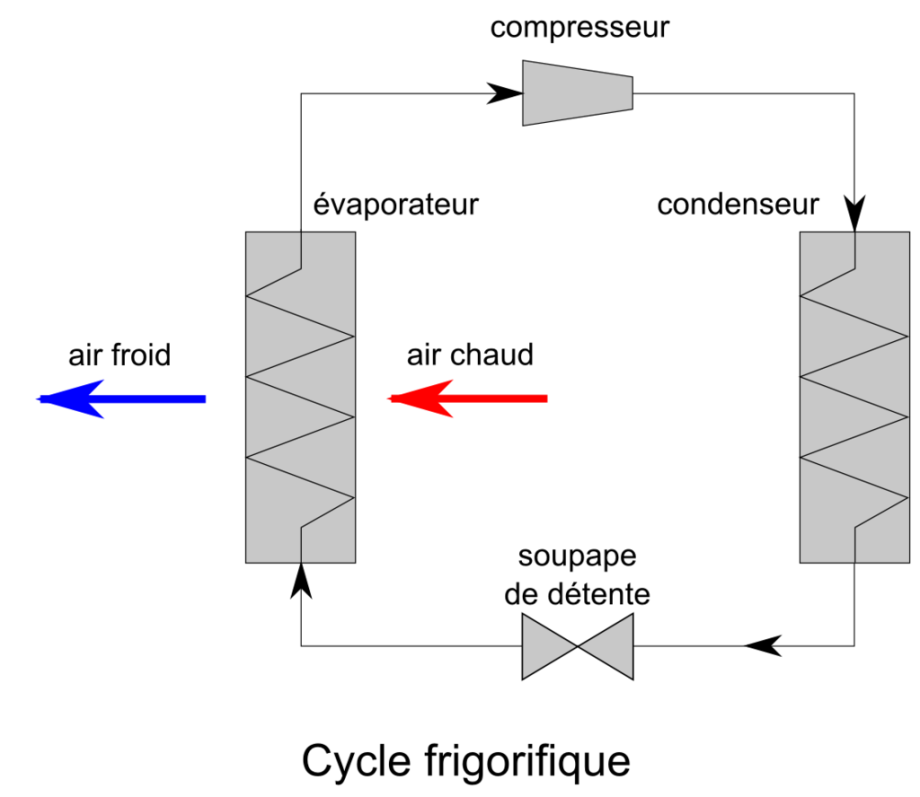 compresseur
évaporateur
condenseur
air froid
air chaud
soupape
de détente
Cycle frigorifique